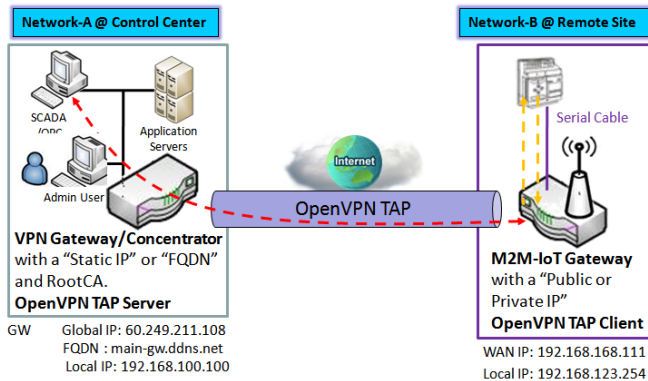 Network-A @ Control Center
Network-B @ Remote Site
SCADA
/OPC
Application
Servers
Admin User
Serial Cable
Internet
OpenVPN TAP
VPN Gateway/Concentrator
with a “Static IP” or “FQDN”
and RootCA.
OpenVPN TAP Server
M2M-IoT Gateway
with a “Public or
Private IP”
OpenVPN TAP Client
GW Global IP: 60.249.211.108
FQDN : main-gw.ddns.net
Local IP: 192.168.100.100
WAN IP: 192.168.168.111
Local IP: 192.168.123.254